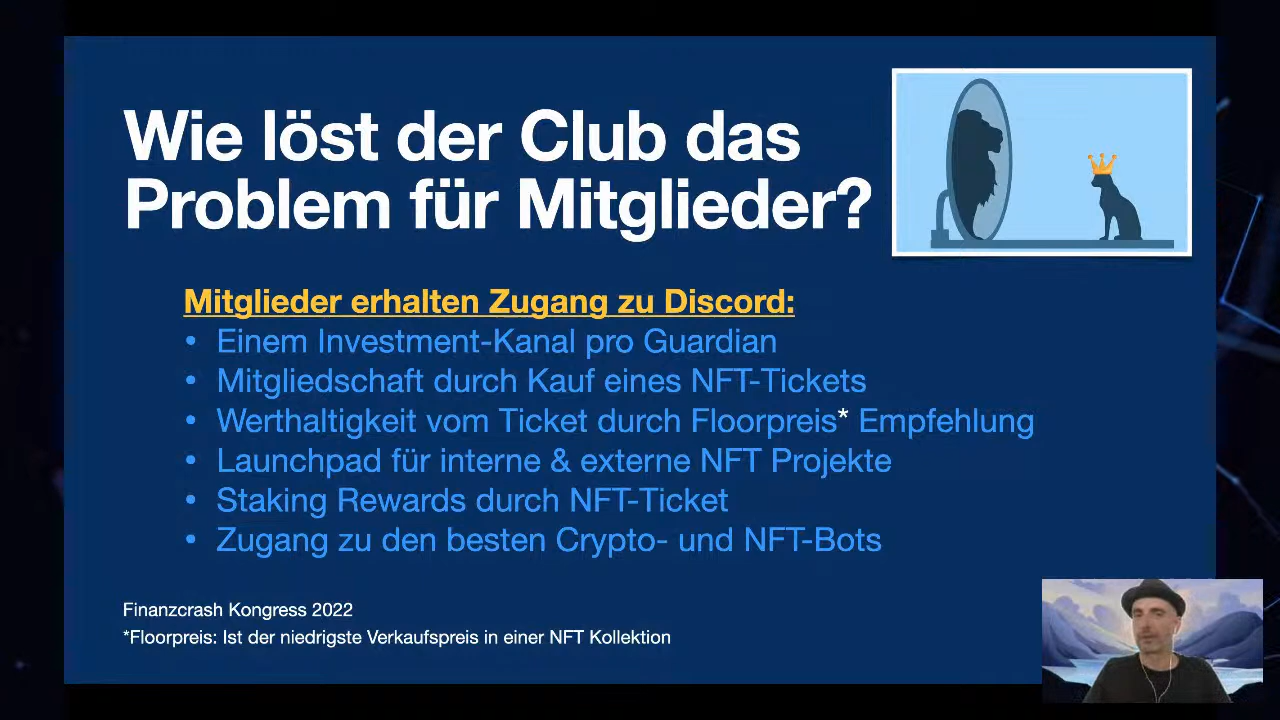 Wie löst der Club das
Problem für Mitglieder?
Mitglieder erhalten Zugang zu Discord:
• Einem Investment-Kanal pro Guardian
• Mitgliedschaft durch Kauf eines NFT-Tickets
• Werthaltigkeit vom Ticket durch Floorpreis* Empfehlung
• Launchpad für interne & externe NFT Projekte
• Staking Rewards durch NFT-Ticket
• Zugang zu den besten Crypto- und NFT-Bots
Finanzcrash Kongress 2022
*Floorpreis: Ist der niedrigste Verkaufspreis in einer NFT Kollektion